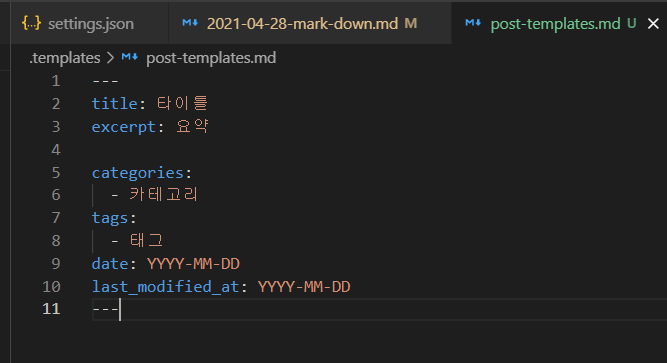 {..} settings.json 2021-04-28-mark-down.md M post-templates.md U
.templates > post-templates.md
1 ---
2 title: 타이틀
3 excerpt: 요약
4
5 categories:
6 - 카테고리
7 tags:
8 - 태그
9 date: YYYY-MM-DD
10 last_modified_at: YYYY-MM-DD
11 ---